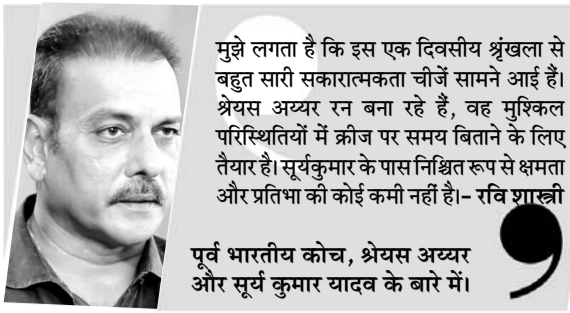 मुझे लगता है कि इस एक दिवसीय श्रृंखला से
बहुत सारी सकारात्मकता चीजें सामने आई हैं।
श्रेयस अय्यर रन बना रहे हैं, वह मुश्किल
परिस्थितियों में क्रीज पर समय बिताने के लिए
तैयार है। सूर्यकुमार के पास निश्चित रूप से क्षमता
और प्रतिभा की कोई कमी नहीं है।– रवि शास्त्री
पूर्व भारतीय कोच, श्रेयस अय्यर
और सूर्य कुमार यादव के बारे में।